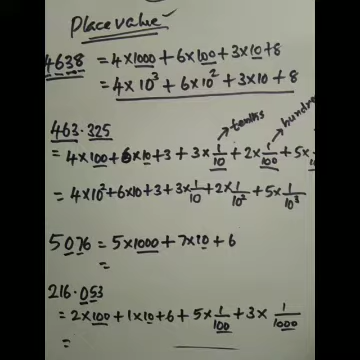 Place value
4638 = 4×1000 + 6×100 + 3×10 + 8
= 4×10³ + 6×10² + 3×10 + 8
tenths
463.325
= 4×100 + 6×10 + 3 + 3×1/10 + 2×1/100 + 5×
= 4×10² + 6×10 + 3 + 3×1/10 + 2×1/10² + 5×1/10³
5076 = 5×1000 + 7×10 + 6
=
216.053
= 2×100 + 1×10 + 6 + 5×1/100 + 3×1/1000
=